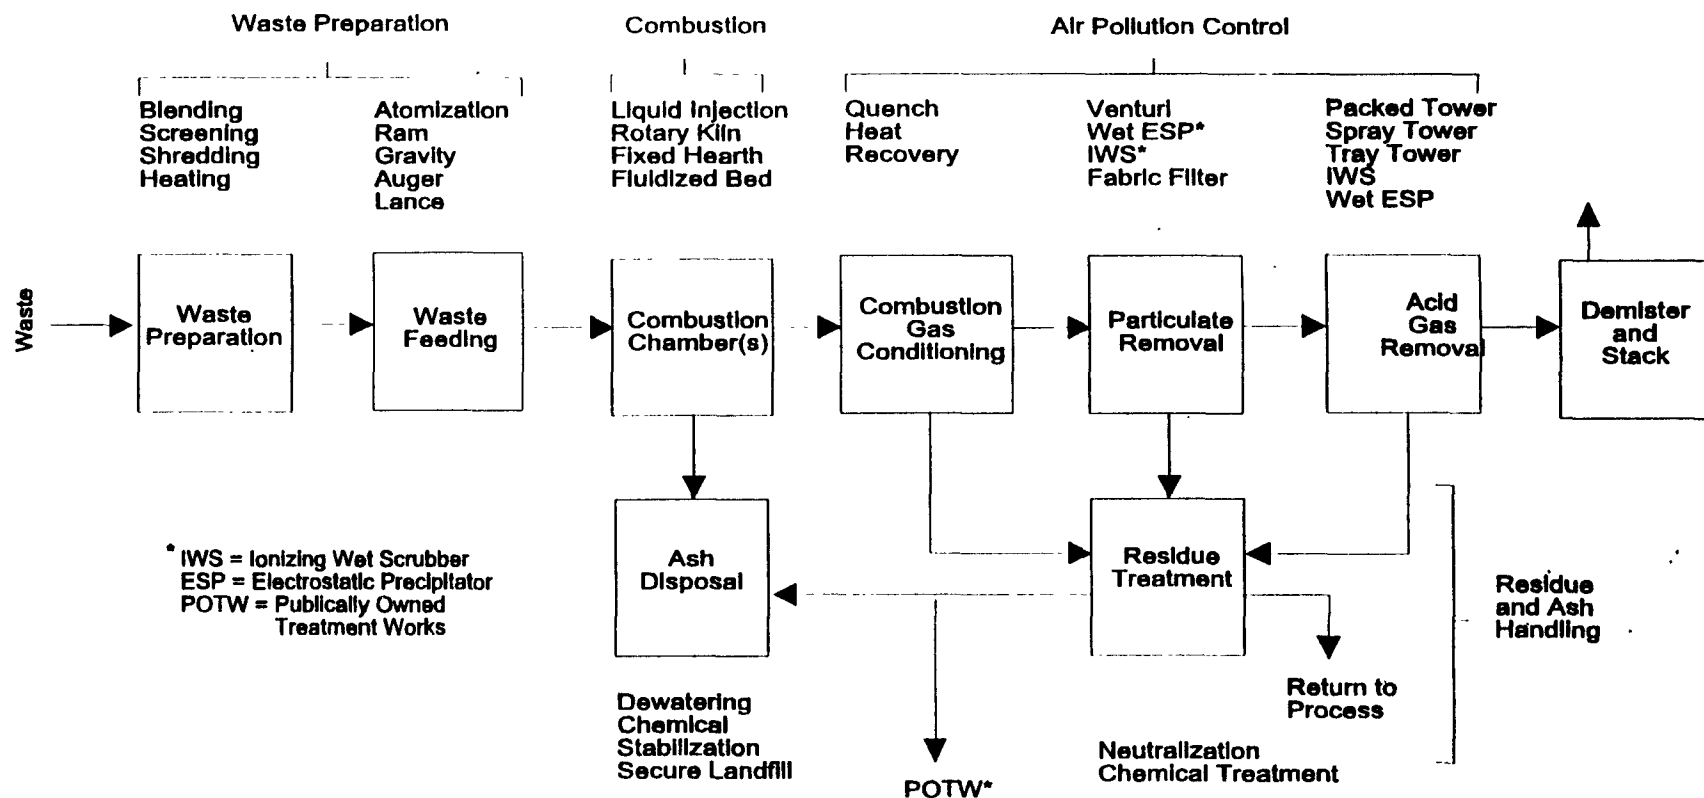 Waste Preparation
Combustion
Air Pollution Control
Blending
Screening
Shredding
Heating
Atomization
Ram
Gravity
Auger
Lance
Liquid Injection
Rotary Kiln
Fixed Hearth
Fluidized Bed
Quench
Heat
Recovery
Venturi
Wet ESP*
IWS*
Fabric Filter
Packed Tower
Spray Tower
Tray Tower
IWS
Wet ESP
Waste
Waste
Preparation
Waste
Feeding
Combustion
Chamber(s)
Combustion
Gas
Conditioning
Particulate
Removal
Acid
Gas
Removal
Demister
and
Stack
Ash
Disposal
Residue
Treatment
Residue
and Ash
Handling
* IWS = Ionizing Wet Scrubber
ESP = Electrostatic Precipitator
POTW = Publically Owned
Treatment Works
Dewatering
Chemical
Stabilization
Secure Landfill
POTW*
Return to
Process
Neutralization
Chemical Treatment